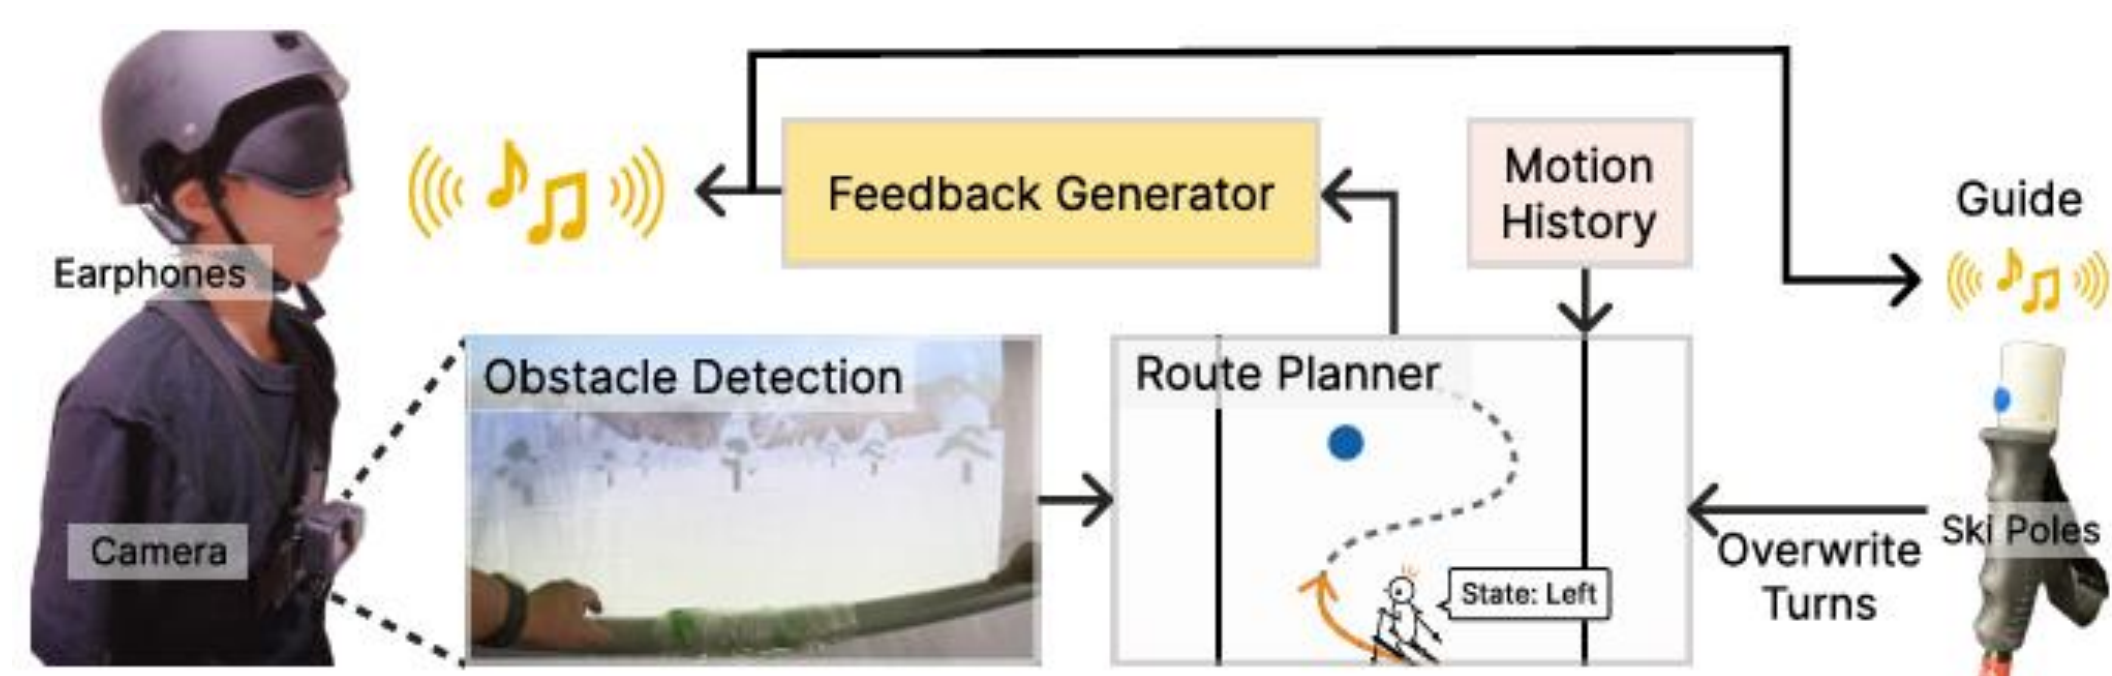 Earphones
Camera
Feedback Generator
Motion
History
Guide
Obstacle Detection
Route Planner
State: Left
Overwrite
Turns
Ski Poles